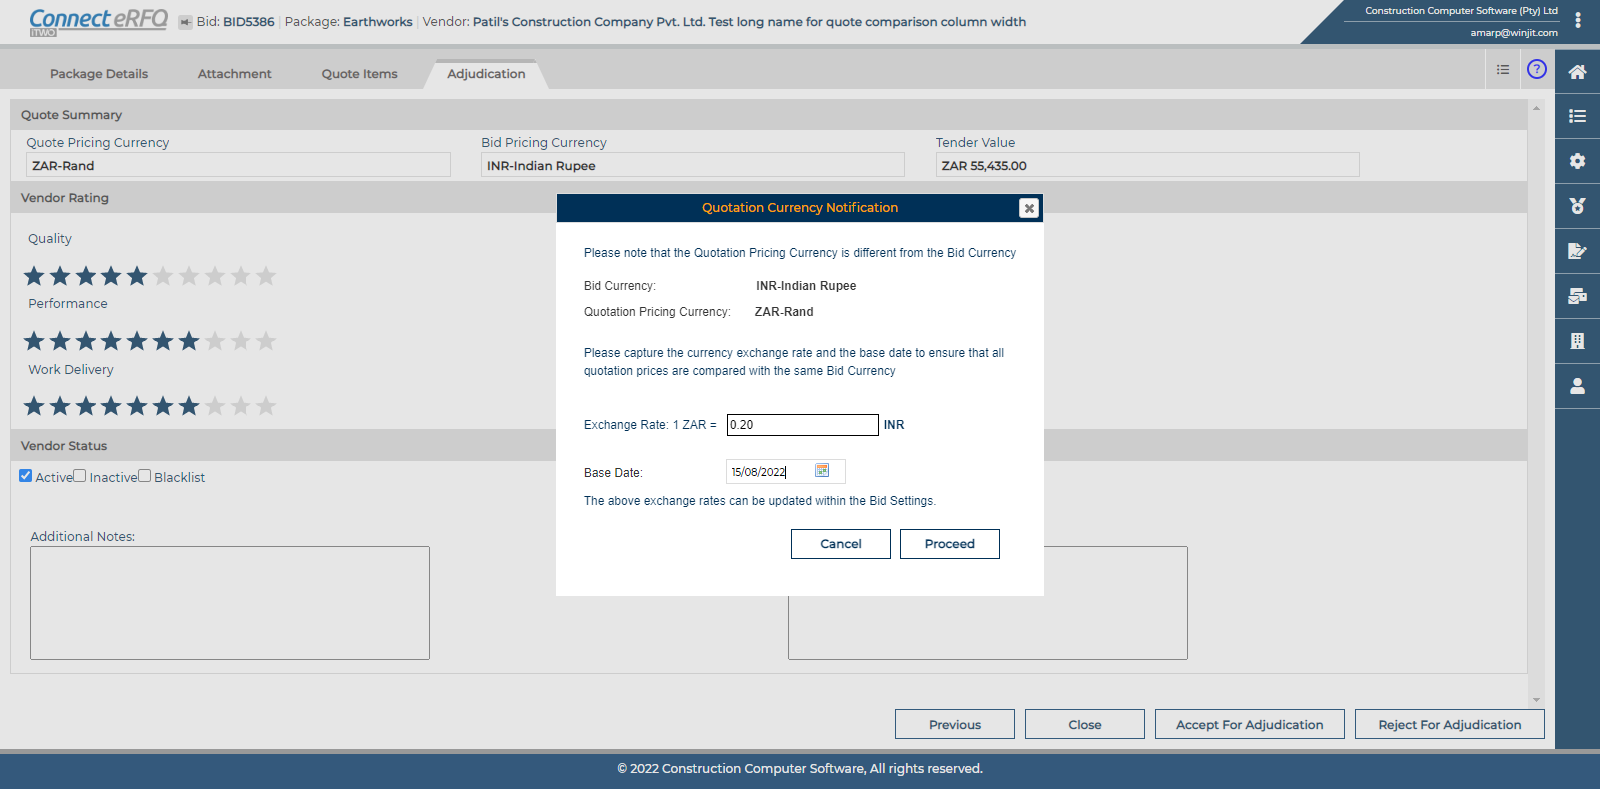 Connect eRFQ
iTWO
Bid: BID5386 | Package: Earthworks | Vendor: Patil's Construction Company Pvt. Ltd. Test long name for quote comparison column width
Construction Computer Software (Pty) Ltd
amarp@winjit.com
Package Details
Attachment
Quote Items
Adjudication
?
Quote Summary
Quote Pricing Currency
Bid Pricing Currency
Tender Value
ZAR-Rand
INR-Indian Rupee
ZAR 55,435.00
Vendor Rating
Quality
Performance
Work Delivery
Vendor Status
Active
Inactive
Blacklist
Additional Notes:
Quotation Currency Notification
Please note that the Quotation Pricing Currency is different from the Bid Currency
Bid Currency: INR-Indian Rupee
Quotation Pricing Currency: ZAR-Rand
Please capture the currency exchange rate and the base date to ensure that all
quotation prices are compared with the same Bid Currency
Exchange Rate: 1 ZAR = 0.20 INR
Base Date: 15/08/2022
The above exchange rates can be updated within the Bid Settings.
Cancel
Proceed
Previous
Close
Accept For Adjudication
Reject For Adjudication
© 2022 Construction Computer Software, All rights reserved.